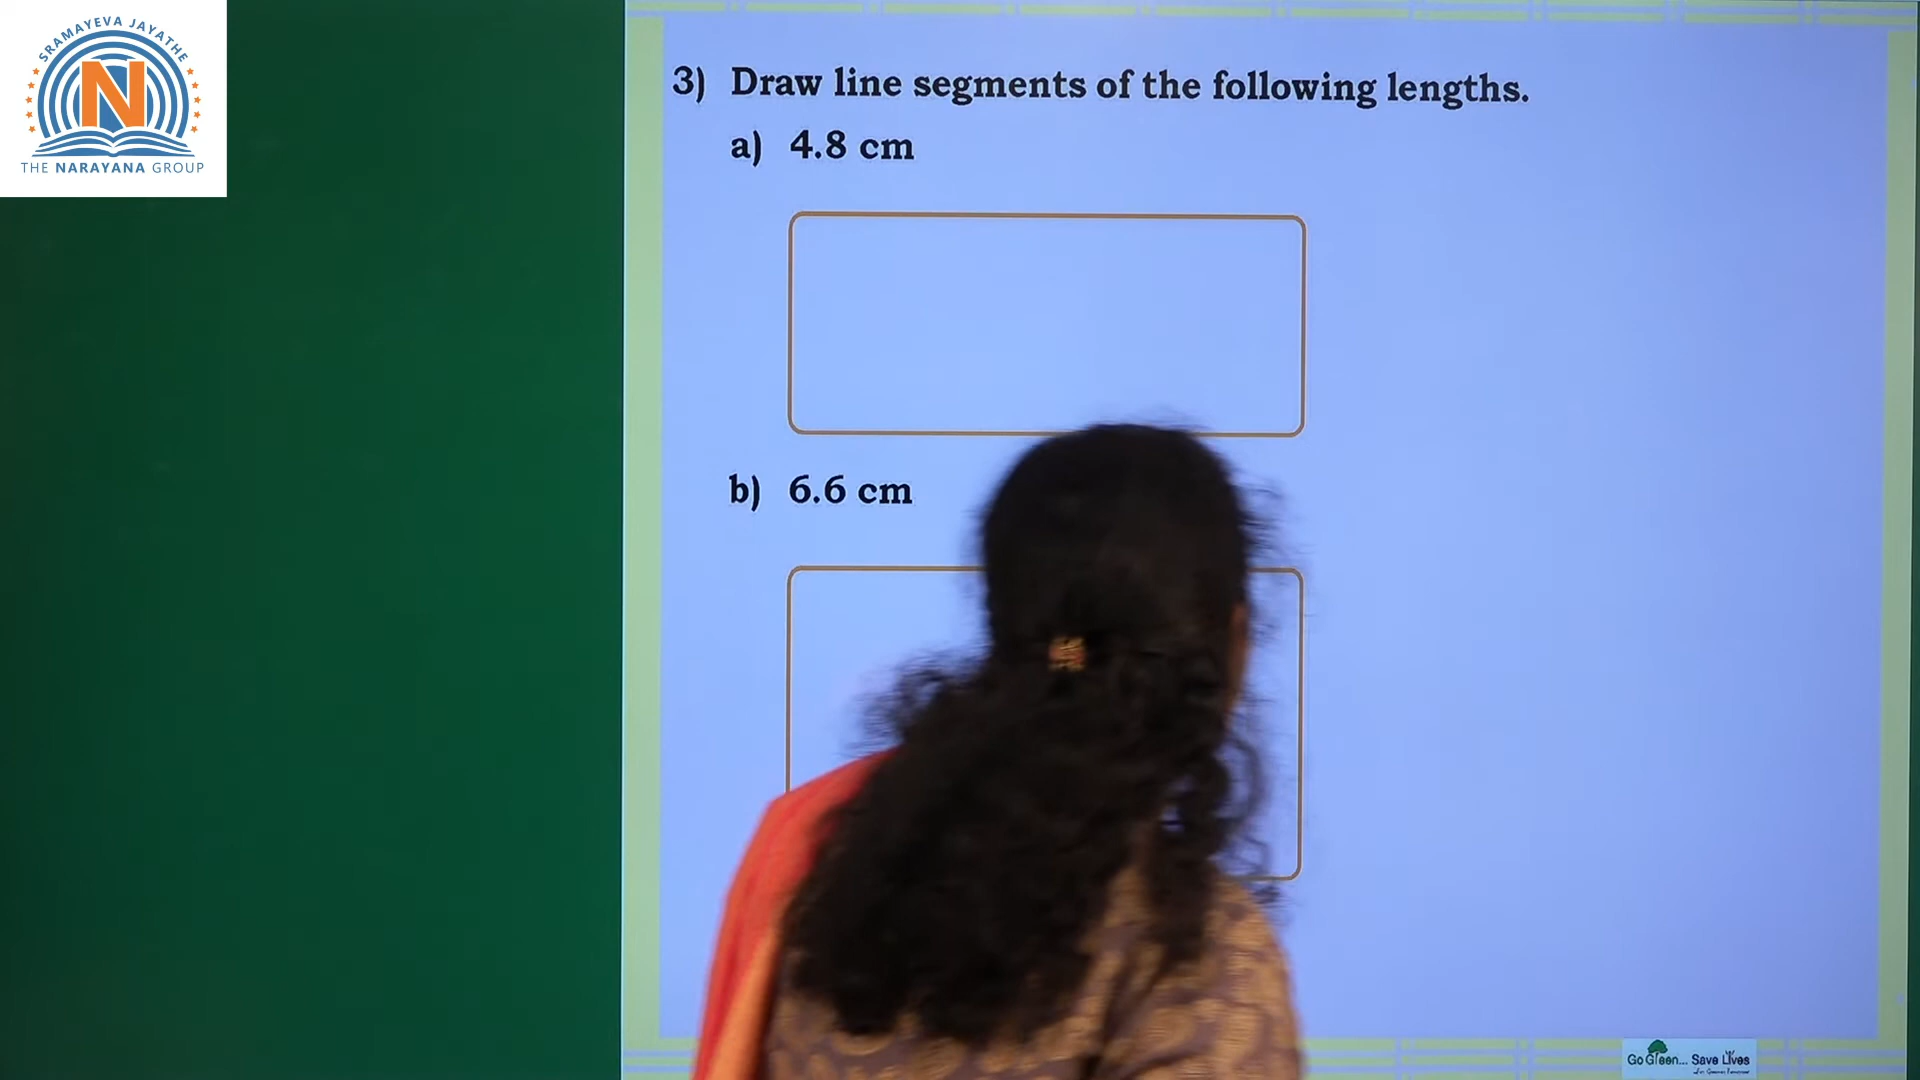 SRAMAYEVA JAYATHE
N
THE NARAYANA GROUP
3) Draw line segments of the following lengths.
a) 4.8 cm
b) 6.6 cm
Go Green... Save Lives